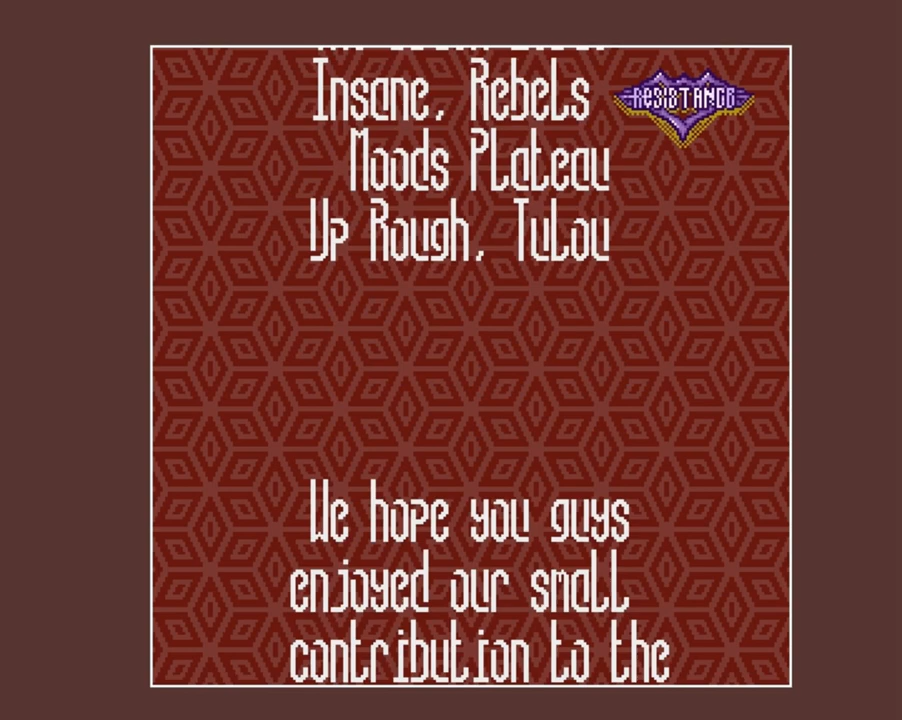 Insane, Rebels
RESISTANCE
Moods Plateau
Up Rough, Tulou
We hope you guys
enjoyed our small
contribution to the